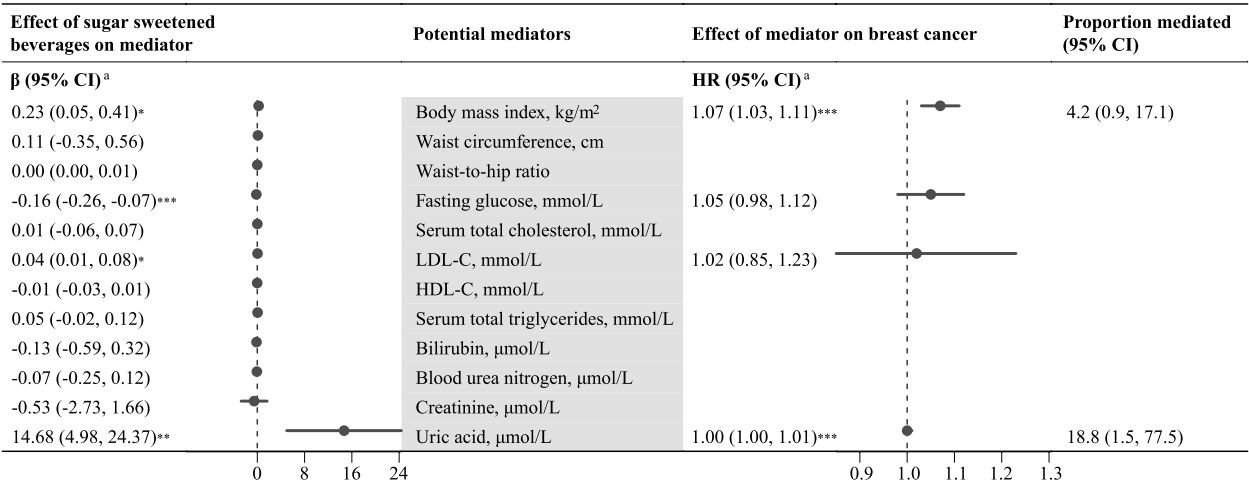 Effect of sugar sweetened
beverages on mediator
Potential mediators
Effect of mediator on breast cancer
Proportion mediated
(95% CI)
β (95% CI) a HR (95% CI) a
0.23 (0.05, 0.41)* Body mass index, kg/m2 1.07 (1.03, 1.11)*** 4.2 (0.9, 17.1)
0.11 (-0.35, 0.56) Waist circumference, cm
0.00 (0.00, 0.01) Waist-to-hip ratio
-0.16 (-0.26, -0.07)*** Fasting glucose, mmol/L 1.05 (0.98, 1.12)
0.01 (-0.06, 0.07) Serum total cholesterol, mmol/L
0.04 (0.01, 0.08)* LDL-C, mmol/L 1.02 (0.85, 1.23)
-0.01 (-0.03, 0.01) HDL-C, mmol/L
0.05 (-0.02, 0.12) Serum total triglycerides, mmol/L
-0.13 (-0.59, 0.32) Bilirubin, μmol/L
-0.07 (-0.25, 0.12) Blood urea nitrogen, μmol/L
-0.53 (-2.73, 1.66) Creatinine, μmol/L
14.68 (4.98, 24.37)** Uric acid, μmol/L 1.00 (1.00, 1.01)*** 18.8 (1.5, 77.5)
0 8 16 24 0.9 1.0 1.1 1.2 1.3